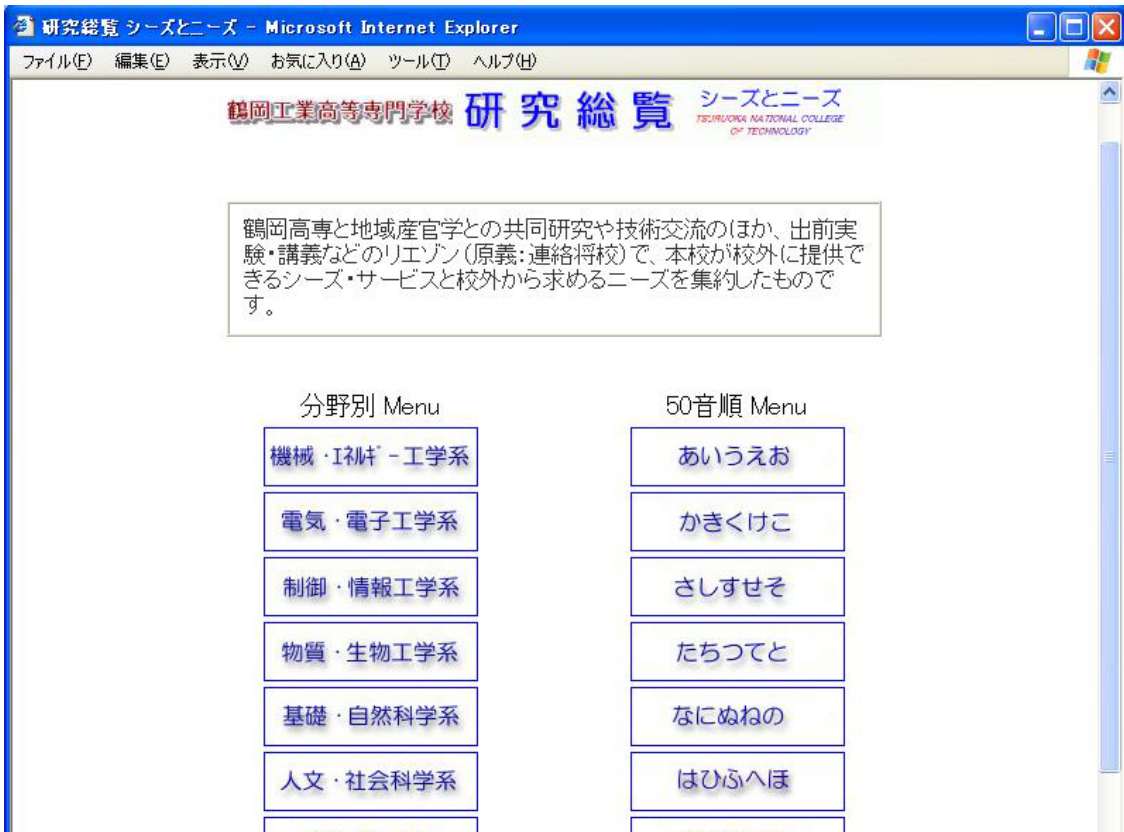 研究総覧 シーズとニーズ - Microsoft Internet Explorer
ファイル(F) 編集(E) 表示(V) お気に入り(A) ツール(T) ヘルプ(H)
鶴岡工業高等専門学校 研究総覧 シーズとニーズ
TSURUOKA NATIONAL COLLEGE
OF TECHNOLOGY
鶴岡高専と地域産官学との共同研究や技術交流のほか、出前実
験・講義などのリエゾン(原義:連絡将校)で、本校が校外に提供で
きるシーズ・サービスと校外から求めるニーズを集約したもので
す。
分野別 Menu
機械・エネルギー工学系
電気・電子工学系
制御・情報工学系
物質・生物工学系
基礎・自然科学系
人文・社会科学系
50音順 Menu
あいうえお
かきくけこ
さしすせそ
たちつてと
なにぬねの
はひふへほ